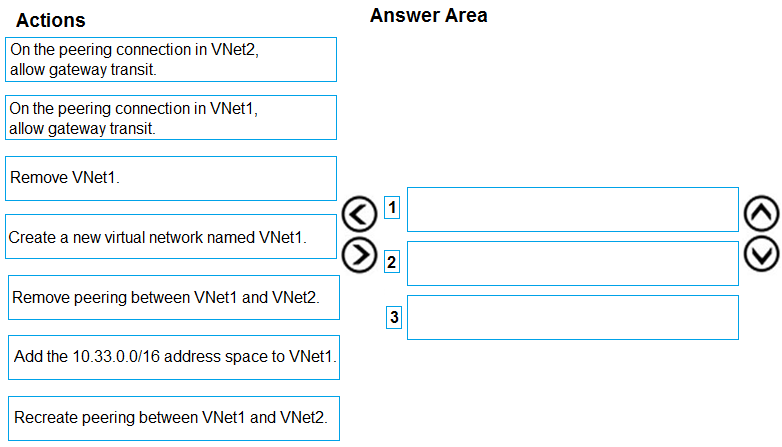 Actions
Answer Area
On the peering connection in VNet2,
allow gateway transit.
On the peering connection in VNet1,
allow gateway transit.
Remove VNet1.
Create a new virtual network named VNet1.
Remove peering between VNet1 and VNet2.
Add the 10.33.0.0/16 address space to VNet1.
Recreate peering between VNet1 and VNet2.
1
2
3